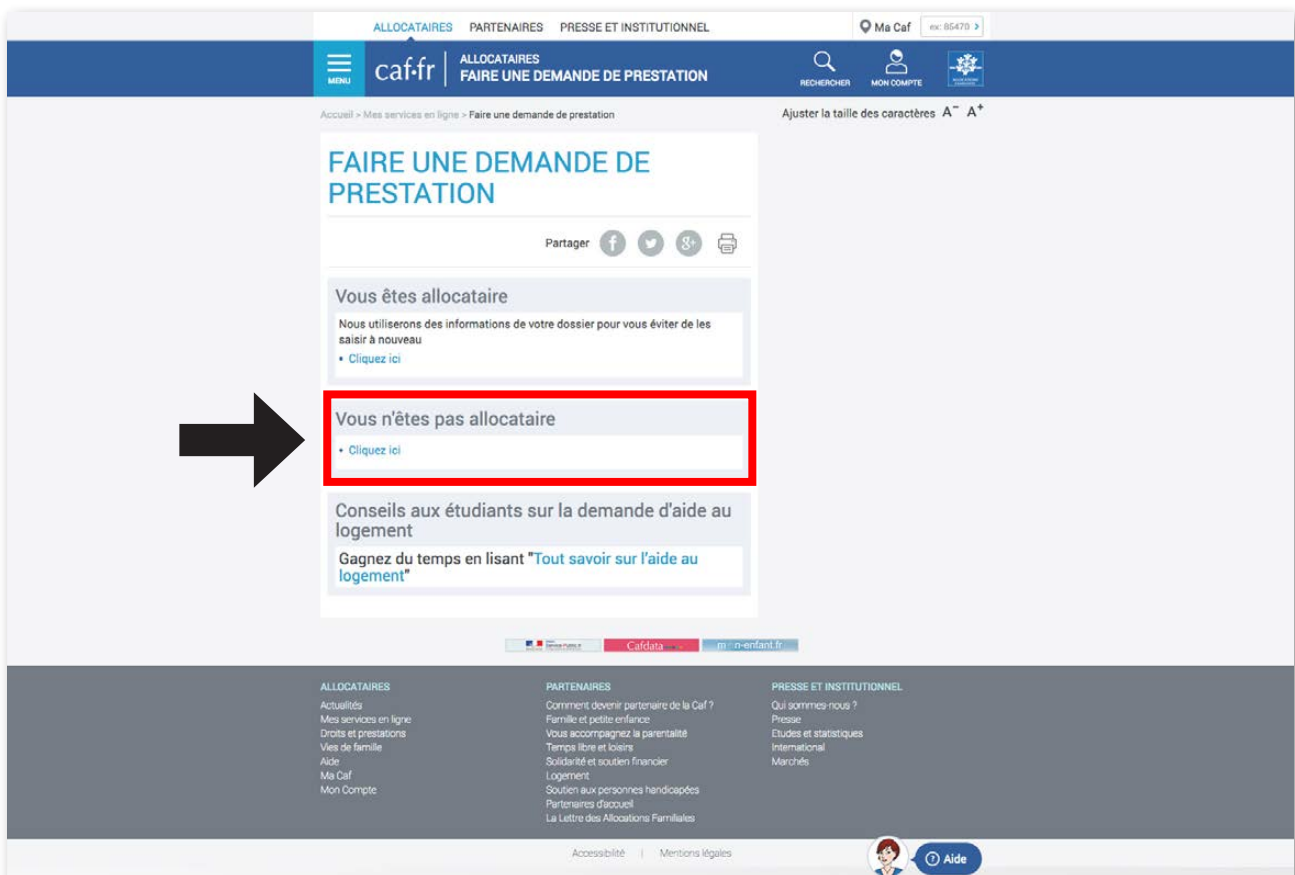 ALLOCATAIRES PARTENAIRES PRESSE ET INSTITUTIONNEL Ma Caf ex: 85470 >
MENU caf.fr ALLOCATAIRES
FAIRE UNE DEMANDE DE PRESTATION
RECHERCHER MON COMPTE
Accueil > Mes services en ligne > Faire une demande de prestation Ajuster la taille des caractères A⁻ A⁺
FAIRE UNE DEMANDE DE
PRESTATION
Partager
Vous êtes allocataire
Nous utiliserons des informations de votre dossier pour vous éviter de les
saisir à nouveau
• Cliquez ici
Vous n'êtes pas allocataire
• Cliquez ici
Conseils aux étudiants sur la demande d'aide au
logement
Gagnez du temps en lisant "Tout savoir sur l'aide au
logement"
Cafdata
ALLOCATAIRES
Actualités
Mes services en ligne
Droits et prestations
Vies de famille
Aide
Ma Caf
Mon Compte
PARTENAIRES
Comment devenir partenaire de la Caf ?
Famille et petite enfance
Vous accompagnez la parentalité
Temps libre et loisirs
Solidarité et soutien financier
Logement
Soutien aux personnes handicapées
Partenaires d'accueil
La Lettre des Allocations Familiales
PRESSE ET INSTITUTIONNEL
Qui sommes-nous ?
Presse
Etudes et statistiques
International
Marchés
Accessibilité | Mentions légales
? Aide